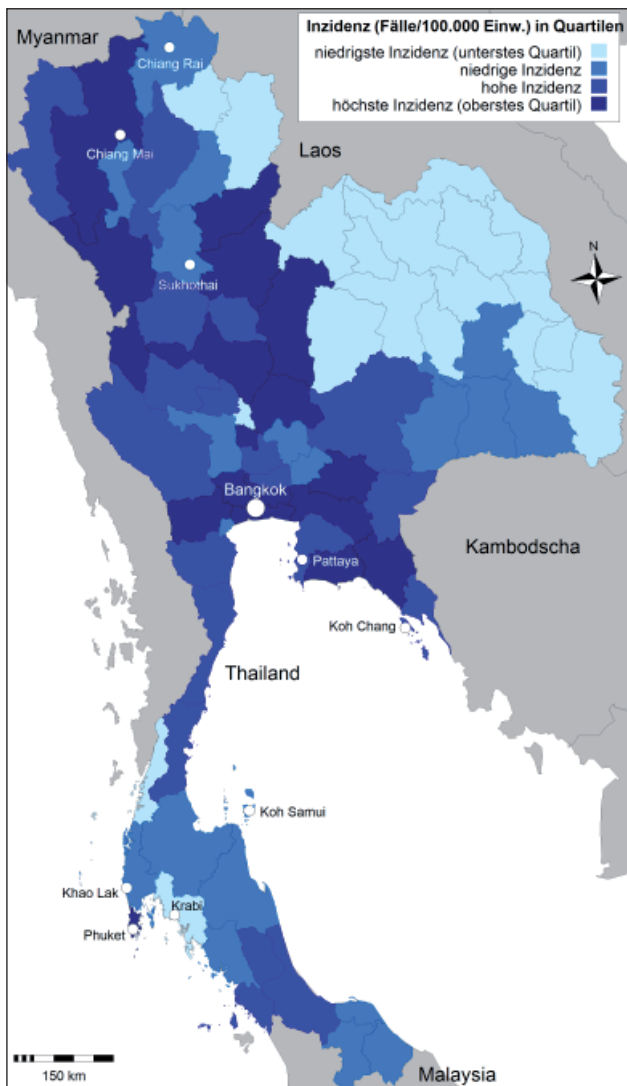 Inzidenz (Fälle/100.000 Einw.) in Quartilen
niedrigste Inzidenz (unterstes Quartil)
niedrige Inzidenz
hohe Inzidenz
höchste Inzidenz (oberstes Quartil)
Myanmar
Chiang Rai
Chiang Mai
Laos
N
Sukhothai
Bangkok
Kambodscha
Pattaya
Koh Chang
Thailand
Koh Samui
Khao Lak
Krabi
Phuket
150 km
Malaysia